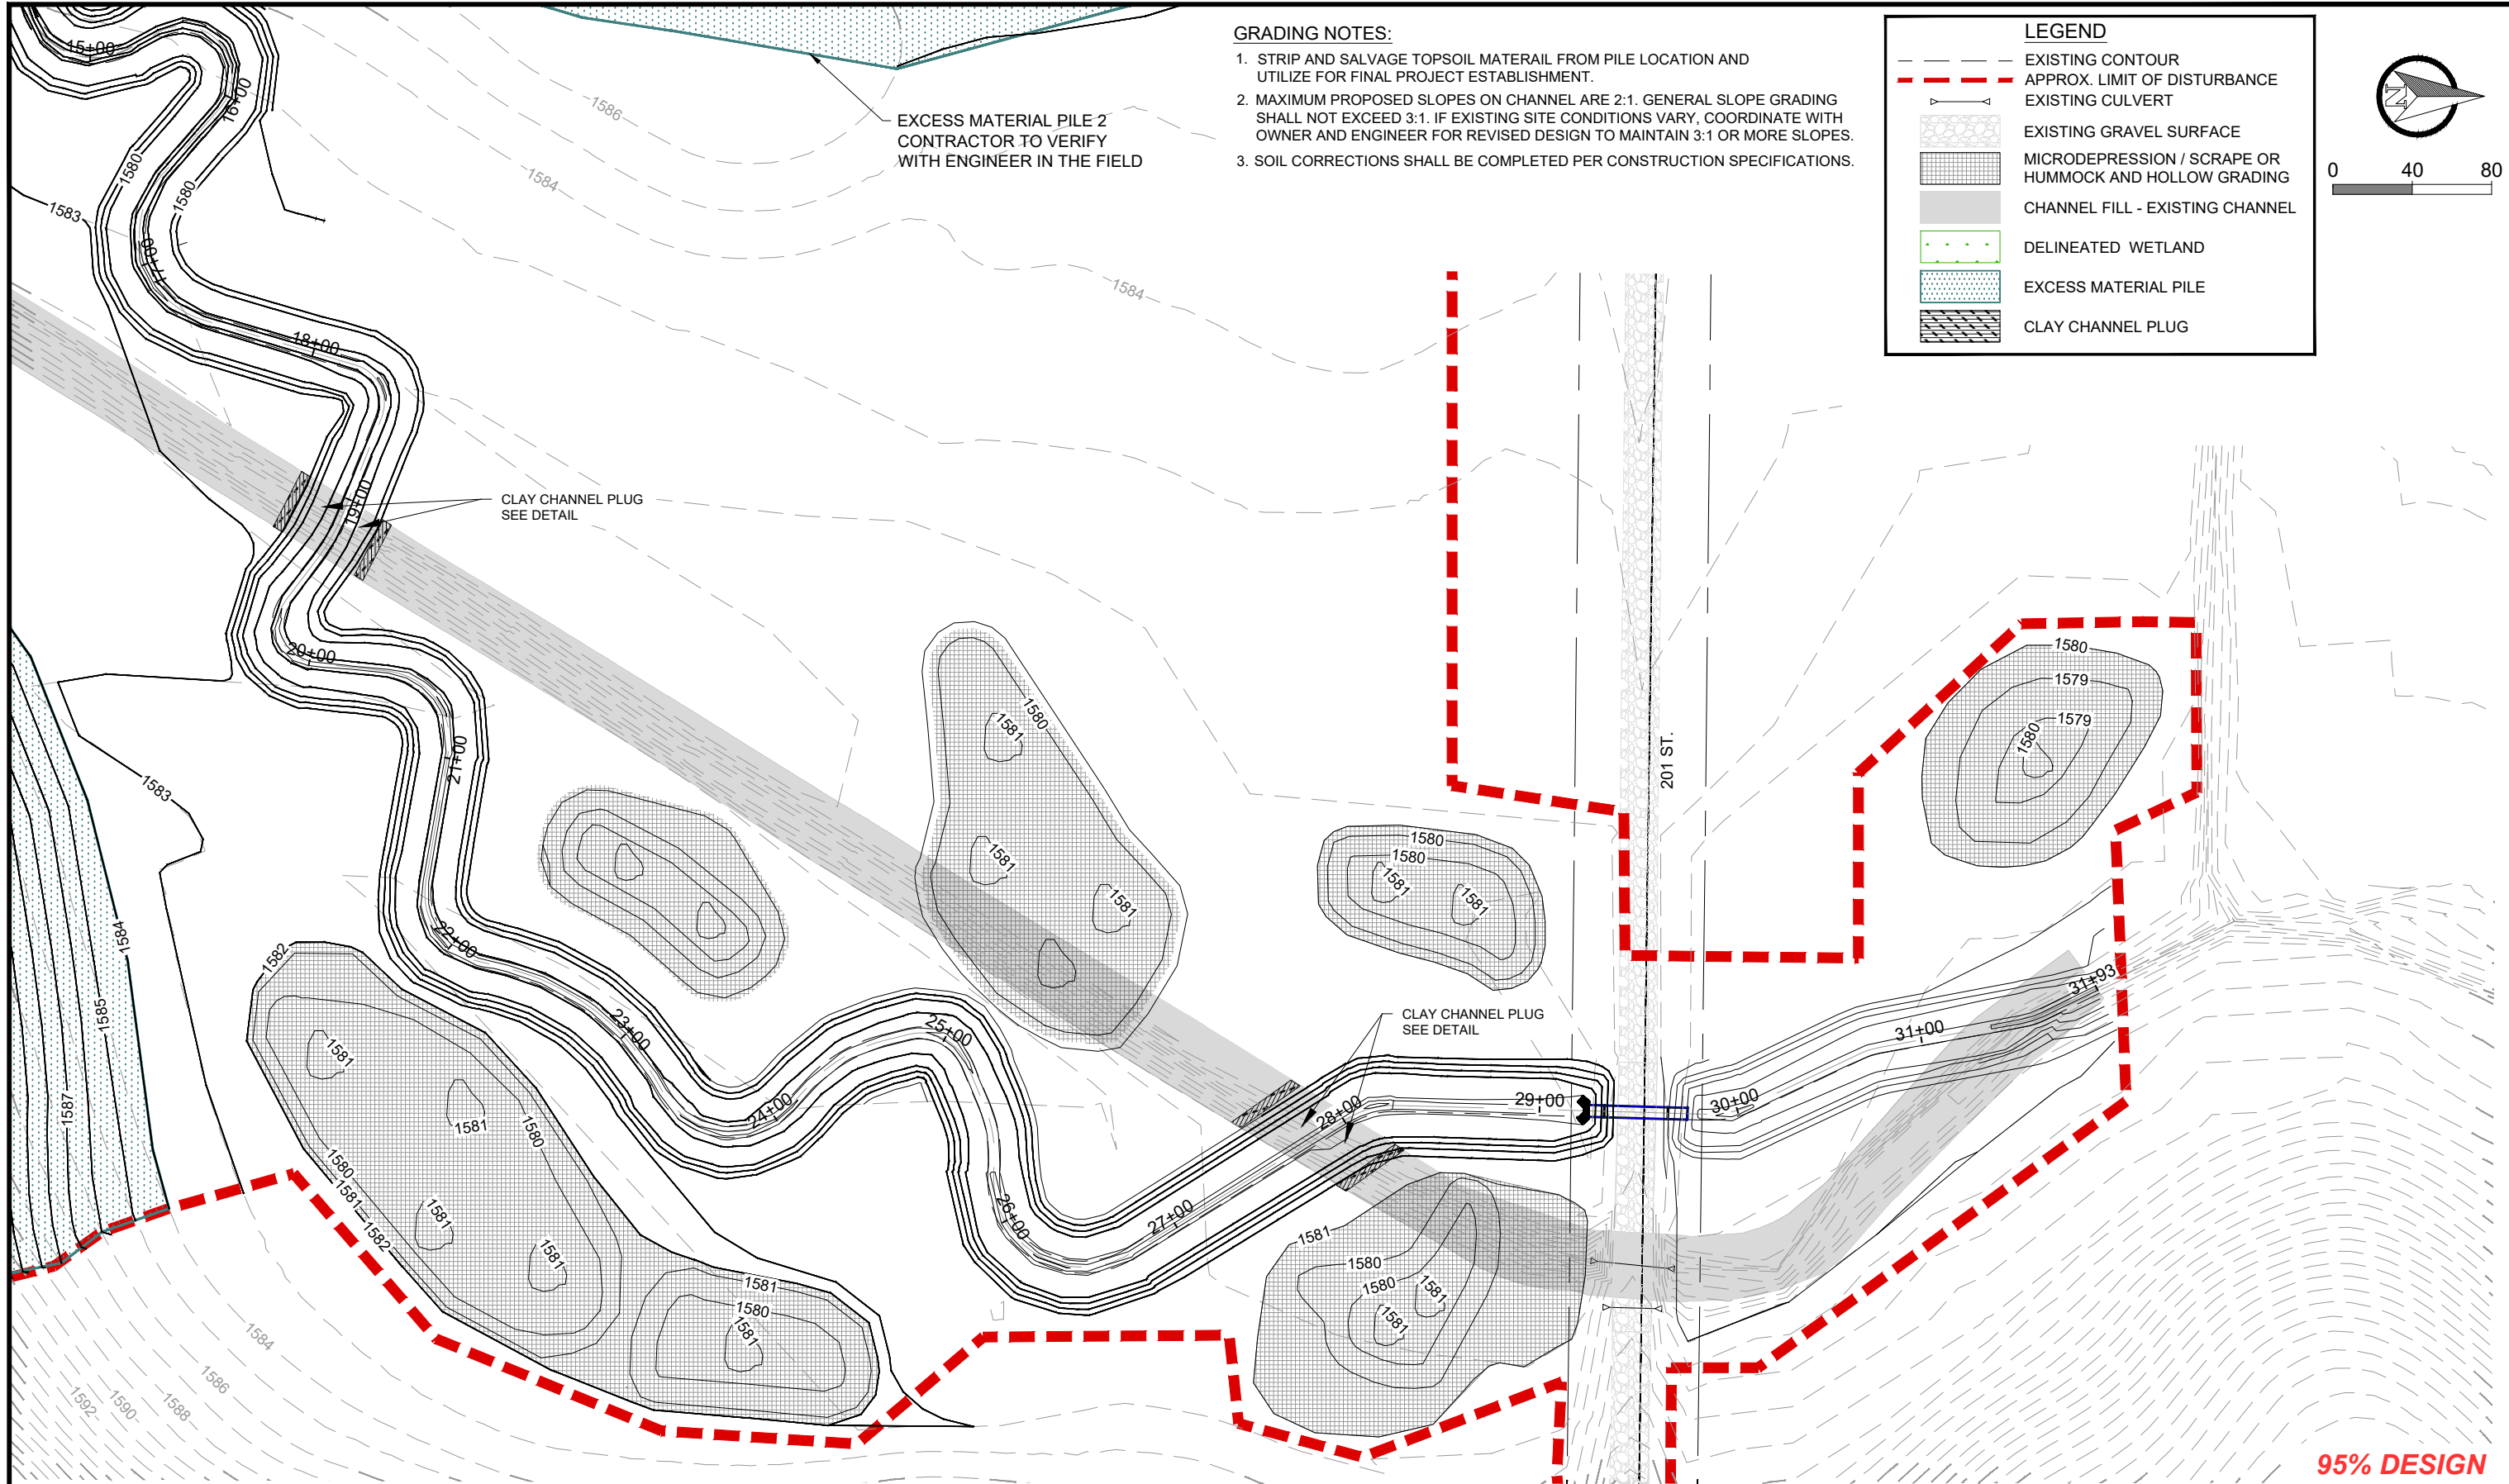 GRADING NOTES:
1. STRIP AND SALVAGE TOPSOIL MATERAIL FROM PILE LOCATION AND
UTILIZE FOR FINAL PROJECT ESTABLISHMENT.
2. MAXIMUM PROPOSED SLOPES ON CHANNEL ARE 2:1. GENERAL SLOPE GRADING
SHALL NOT EXCEED 3:1. IF EXISTING SITE CONDITIONS VARY, COORDINATE WITH
OWNER AND ENGINEER FOR REVISED DESIGN TO MAINTAIN 3:1 OR MORE SLOPES.
3. SOIL CORRECTIONS SHALL BE COMPLETED PER CONSTRUCTION SPECIFICATIONS.
LEGEND
EXISTING CONTOUR
APPROX. LIMIT OF DISTURBANCE
EXISTING CULVERT
EXISTING GRAVEL SURFACE
MICRODEPRESSION / SCRAPE OR
HUMMOCK AND HOLLOW GRADING
CHANNEL FILL - EXISTING CHANNEL
DELINEATED WETLAND
EXCESS MATERIAL PILE
CLAY CHANNEL PLUG
N
0 40 80
EXCESS MATERIAL PILE 2
CONTRACTOR TO VERIFY
WITH ENGINEER IN THE FIELD
15+00
16+00
1586
1580
1580
1584
1583
17+00
1584
18+00
CLAY CHANNEL PLUG
SEE DETAIL
19+00
20+00
1580
1579
1579
1580
1580
1581
21+00
201 ST.
1583
1580
1580
1581
1581
1581
1581
22+00
1584
1582
1585
23+00
25+00
CLAY CHANNEL PLUG
SEE DETAIL
31+93
31+00
1581
1581
1587
24+00
28+00
29+00
30+00
1580
1580
1581
1582
1581
1581
26+00
27+00
1581
1580
1580
1581
1581
1581
1580
1581
1584
1586
1588
1590
1592
95% DESIGN